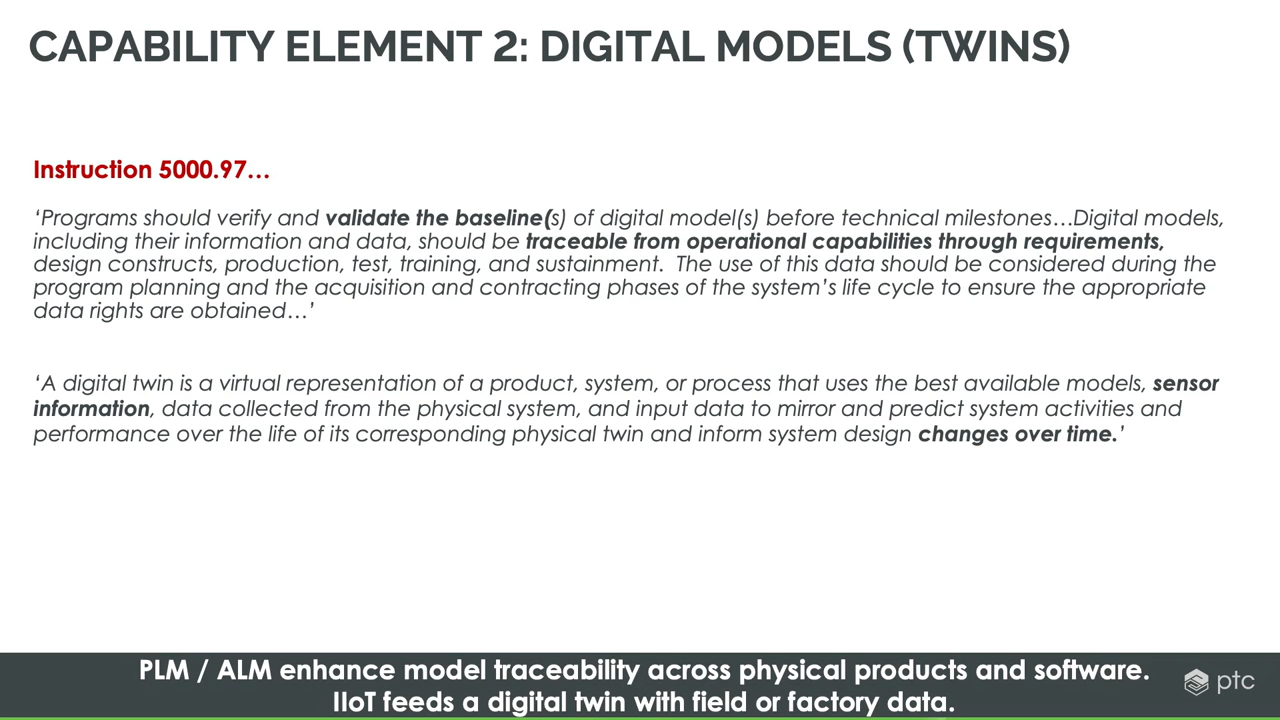 CAPABILITY ELEMENT 2: DIGITAL MODELS (TWINS)
Instruction 5000.97…
‘Programs should verify and validate the baseline(s) of digital model(s) before technical milestones…Digital models,
including their information and data, should be traceable from operational capabilities through requirements,
design constructs, production, test, training, and sustainment.  The use of this data should be considered during the
program planning and the acquisition and contracting phases of the system’s life cycle to ensure the appropriate
data rights are obtained…’
‘A digital twin is a virtual representation of a product, system, or process that uses the best available models, sensor
information, data collected from the physical system, and input data to mirror and predict system activities and
performance over the life of its corresponding physical twin and inform system design changes over time.’
PLM / ALM enhance model traceability across physical products and software.
IIoT feeds a digital twin with field or factory data.
ptc